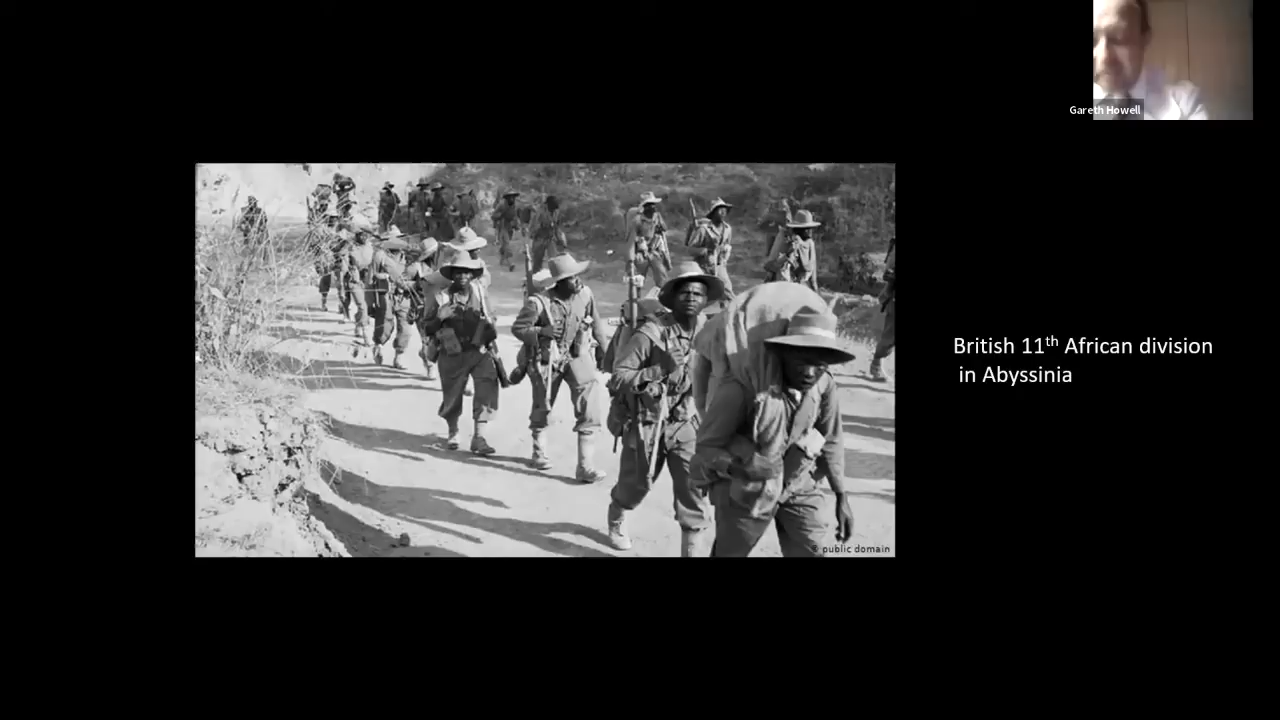 Gareth Howell
British 11th African division
in Abyssinia
© public domain